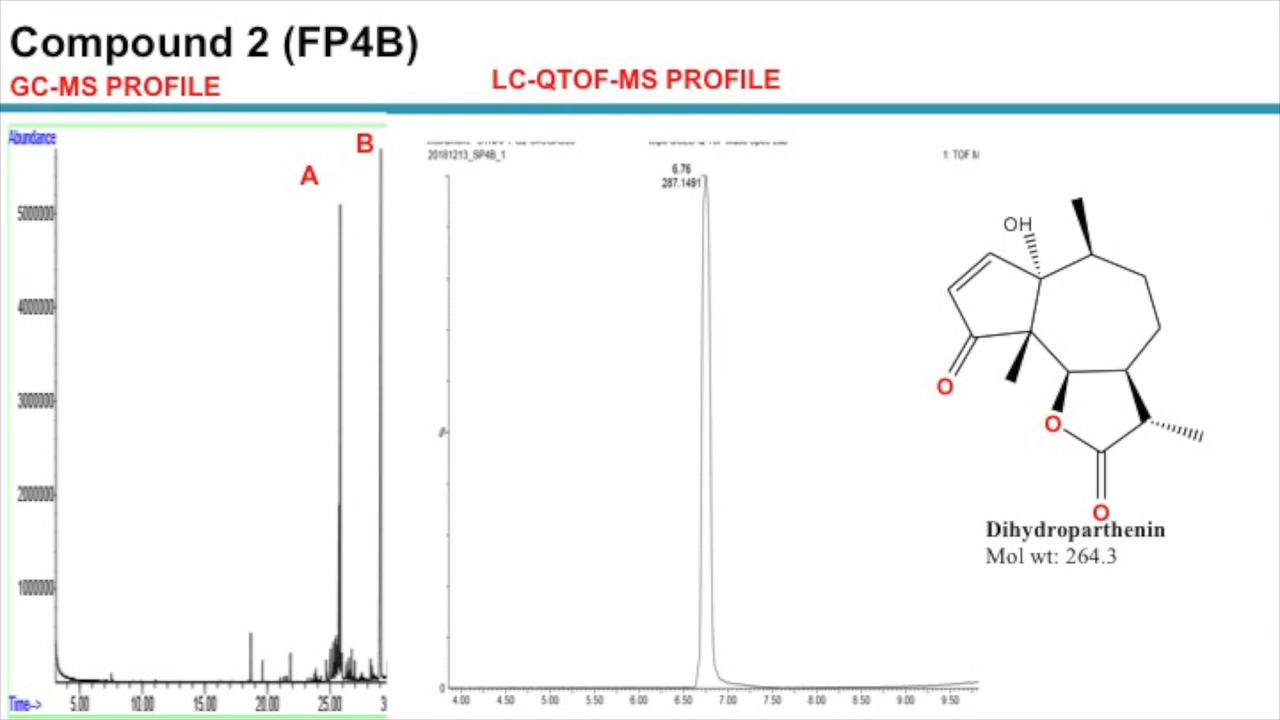 Compound 2 (FP4B)
GC-MS PROFILE
LC-QTOF-MS PROFILE
Abundance
5000000
4000000
3000000
2000000
1000000
Time-->
5.00 10.00 15.00 20.00 25.00 3
A
B
20181213_SP4B_1
1: TOF M
6.76
287.1491
%
0
4.00 4.50 5.00 5.50 6.00 6.50 7.00 7.50 8.00 8.50 9.00 9.50
OH
O
O
O
Dihydroparthenin
Mol wt: 264.3